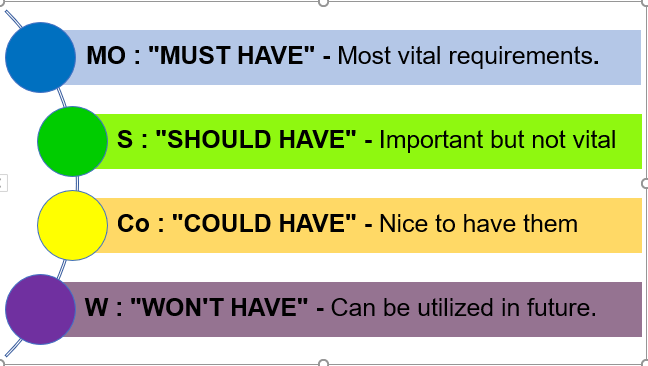 MO : "MUST HAVE" - Most vital requirements.
S : "SHOULD HAVE" - Important but not vital
Co : "COULD HAVE" - Nice to have them
W : "WON'T HAVE" - Can be utilized in future.